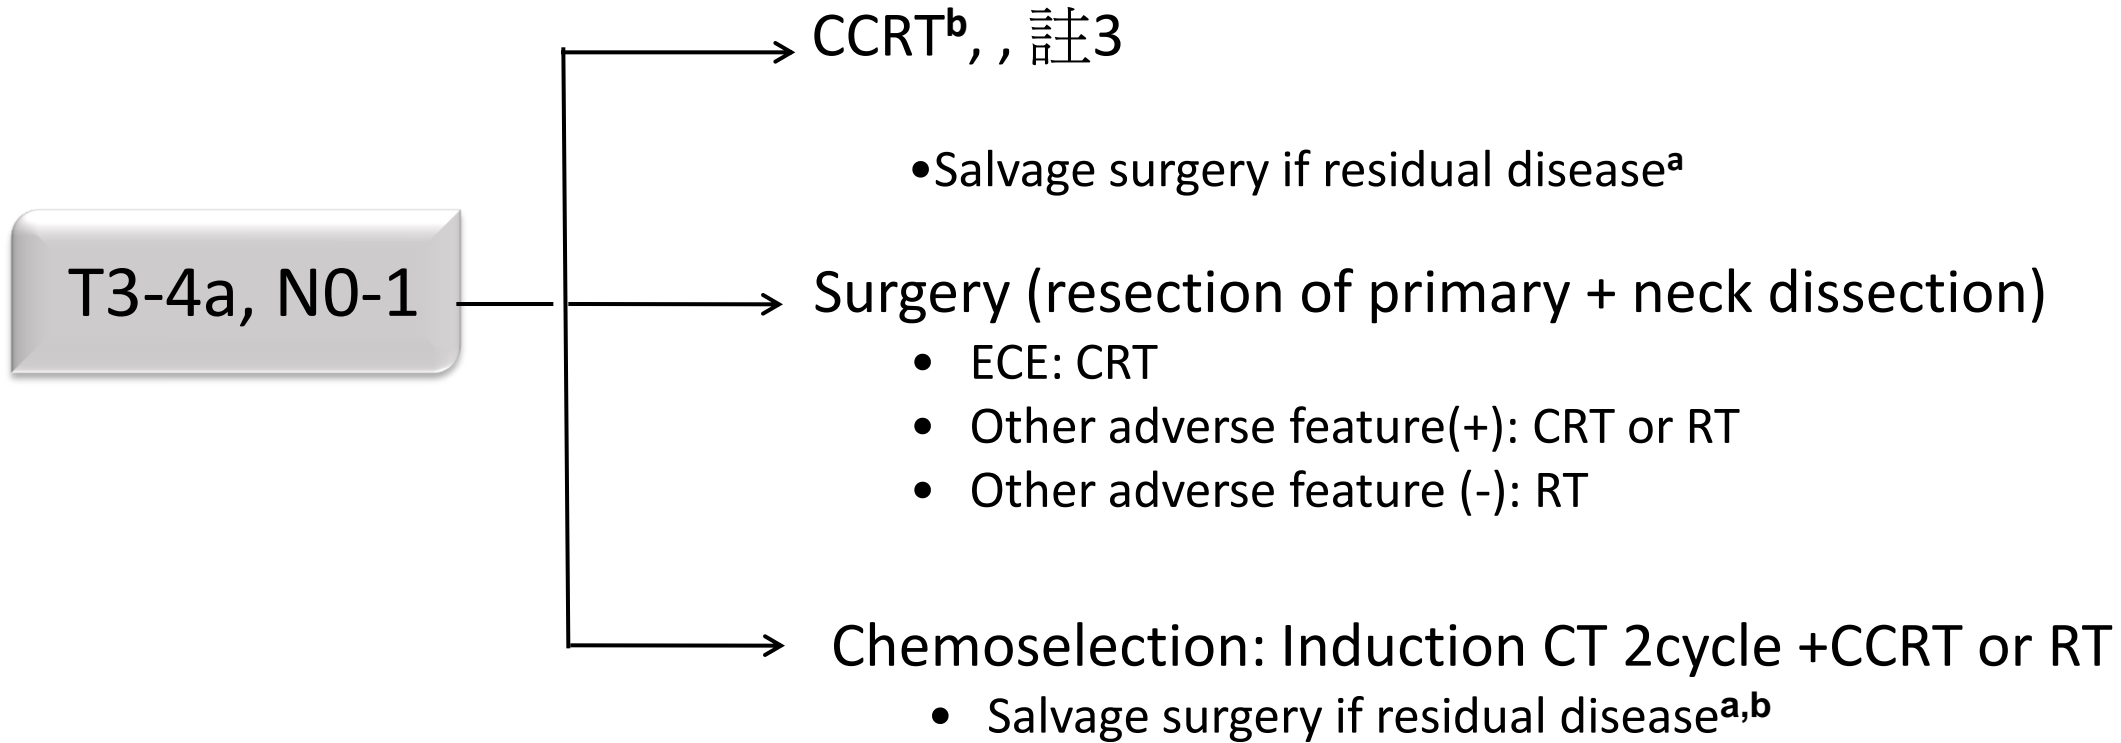 CCRTb, , 註3
•Salvage surgery if residual diseasea
T3-4a, N0-1
Surgery (resection of primary + neck dissection)
• ECE: CRT
• Other adverse feature(+): CRT or RT
• Other adverse feature (-): RT
Chemoselection: Induction CT 2cycle +CCRT or RT
• Salvage surgery if residual diseasea,b